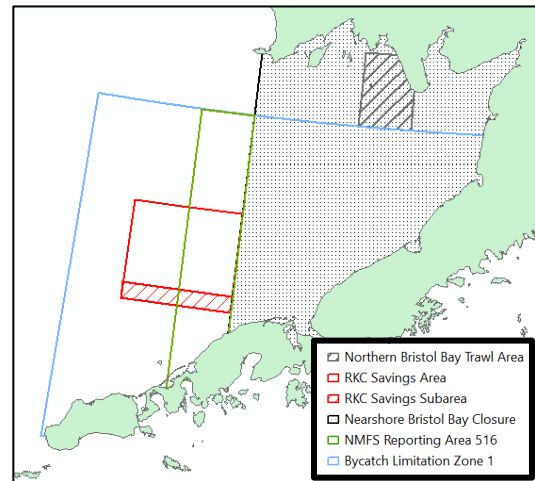 Northern Bristol Bay Trawl Area
RKC Savings Area
RKC Savings Subarea
Nearshore Bristol Bay Closure
NMFS Reporting Area 516
Bycatch Limitation Zone 1